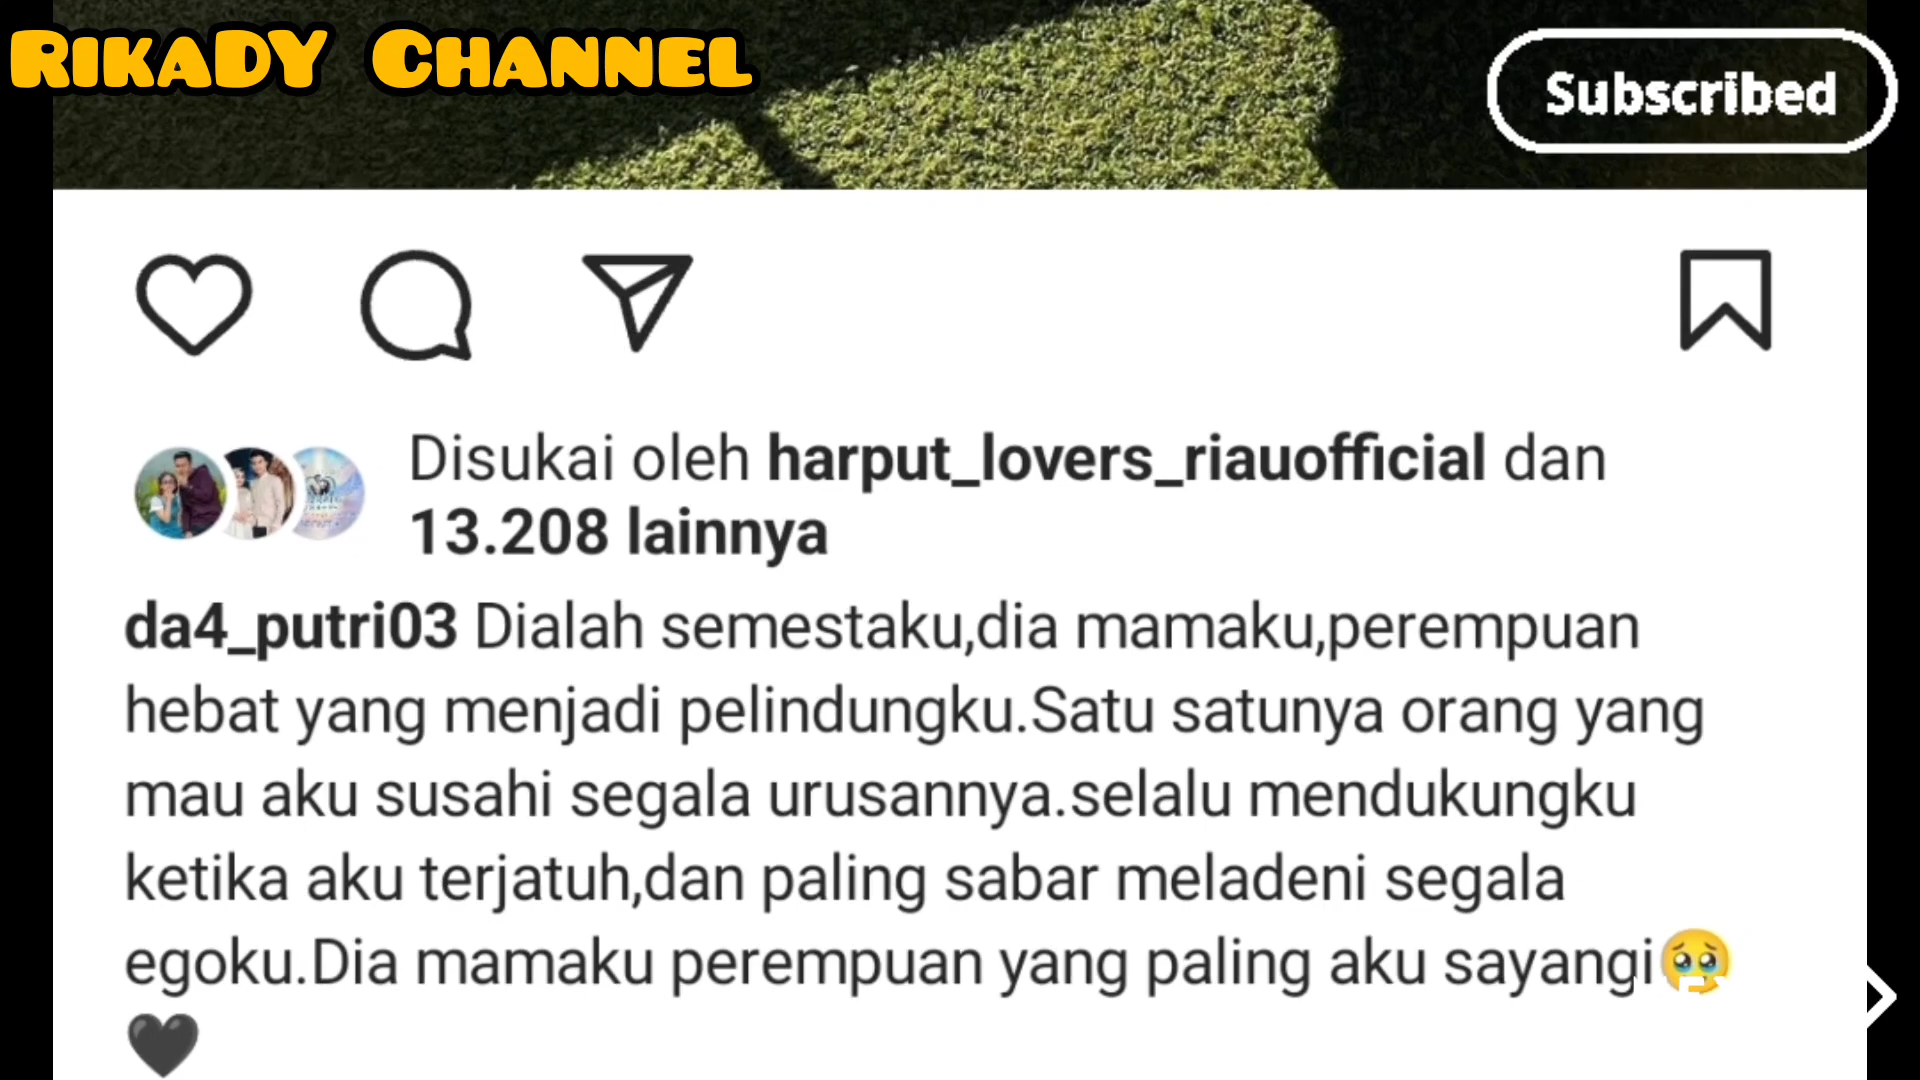 RIKADY CHANNEL
Subscribed
Disukai oleh harput_lovers_riauofficial dan
13.208 lainnya
da4_putri03 Dialah semestaku,dia mamaku,perempuan
hebat yang menjadi pelindungku.Satu satunya orang yang
mau aku susahi segala urusannya.selalu mendukungku
ketika aku terjatuh,dan paling sabar meladeni segala
egoku.Dia mamaku perempuan yang paling aku sayangi🥹
🖤